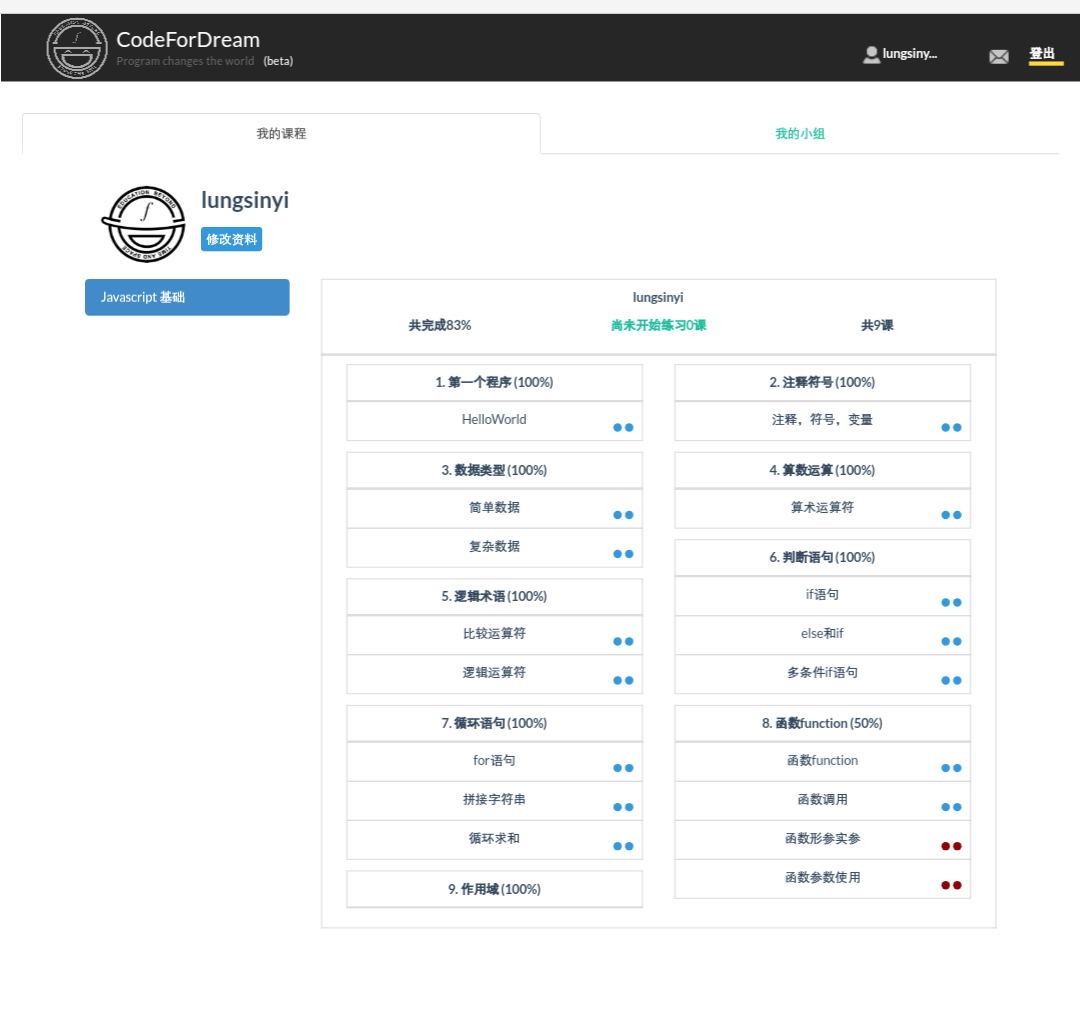 CodeForDream
Program changes the world (beta)
lungsiny...
登出
我的课程
我的小组
lungsinyi
修改资料
Javascript 基础
lungsinyi
共完成83%
尚未开始练习0课
共9课
1. 第一个程序 (100%)
HelloWorld
2. 注释符号 (100%)
注释，符号，变量
3. 数据类型 (100%)
简单数据
复杂数据
4. 算数运算 (100%)
算术运算符
5. 逻辑术语 (100%)
比较运算符
逻辑运算符
6. 判断语句 (100%)
if语句
else和if
多条件if语句
7. 循环语句 (100%)
for语句
拼接字符串
循环求和
8. 函数function (50%)
函数function
函数调用
函数形参实参
函数参数使用
9. 作用域 (100%)
EDUCATION BEYOND
TIME AND SPACE